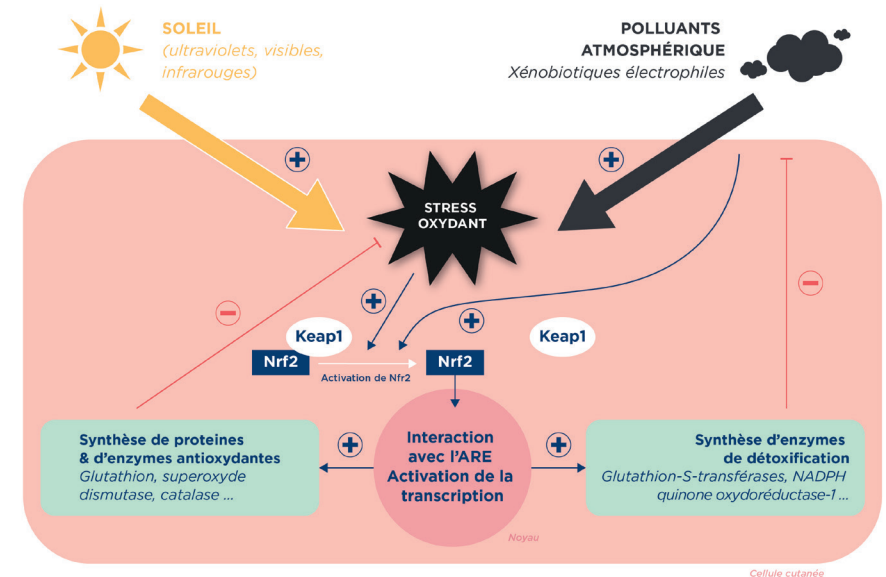 SOLEIL
(ultraviolets, visibles,
infrarouges)
POLLUANTS
ATMOSPHÉRIQUE
Xénobiotiques électrophiles
+
+
STRESS
OXYDANT
+
+
−
−
Keap1
Nrf2
Activation de Nfr2
Nrf2
Keap1
Synthèse de proteines
& d'enzymes antioxydantes
Glutathion, superoxyde
dismutase, catalase ...
+
Interaction
avec l'ARE
Activation de la
transcription
+
Synthèse d'enzymes
de détoxification
Glutathion-S-transférases, NADPH
quinone oxydoréductase-1 ...
Noyau
Cellule cutanée